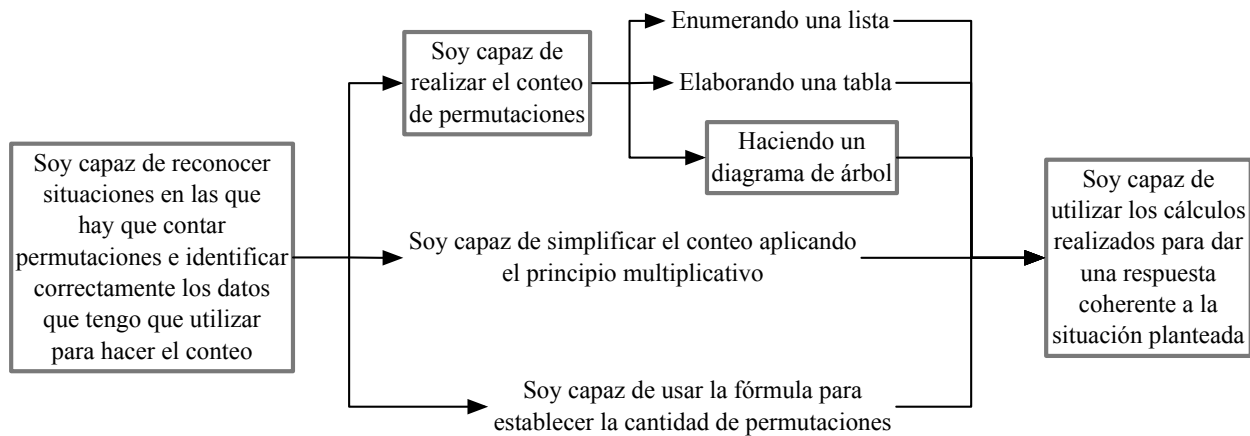 Soy capaz de reconocer
situaciones en las que
hay que contar
permutaciones e identificar
correctamente los datos
que tengo que utilizar
para hacer el conteo
Soy capaz de
realizar el conteo
de permutaciones
Enumerando una lista
Elaborando una tabla
Haciendo un
diagrama de árbol
Soy capaz de simplificar el conteo aplicando
el principio multiplicativo
Soy capaz de usar la fórmula para
establecer la cantidad de permutaciones
Soy capaz de
utilizar los cálculos
realizados para dar
una respuesta
coherente a la
situación planteada